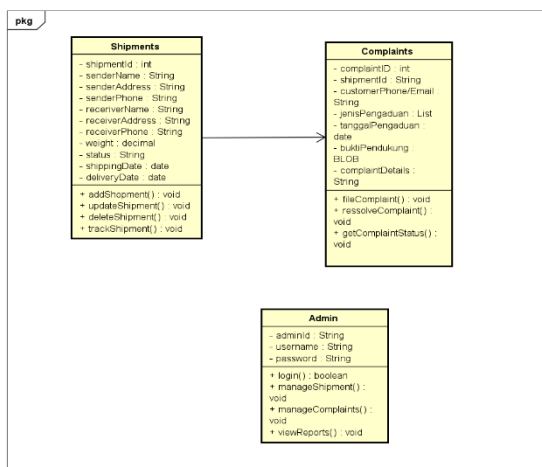 pkg
Shipments
- shipmentId : int
- senderName : String
- senderAddress : String
- senderPhone : String
- receriverName : String
- receiverAddress : String
- receiverPhone : String
- weight : decimal
- status : String
- shippingDate : date
- deliveryDate : date
+ addShopment() : void
+ updateShipment() : void
+ deleteShipment() : void
+ trackShipment() : void
Complaints
- complaintID : int
- shipmentId : String
- customerPhone/Email :
String
- jenisPengaduan : List
- tanggalPengaduan :
date
- buktiPendukung :
BLOB
- complaintDetails :
String
+ fileComplaint() : void
+ ressolveComplaint() :
void
+ getComplaintStatus() :
void
Admin
- adminId : String
- username : String
- password : String
+ login() : boolean
+ manageShipment() :
void
+ manageComplaints() :
void
+ viewReports() : void